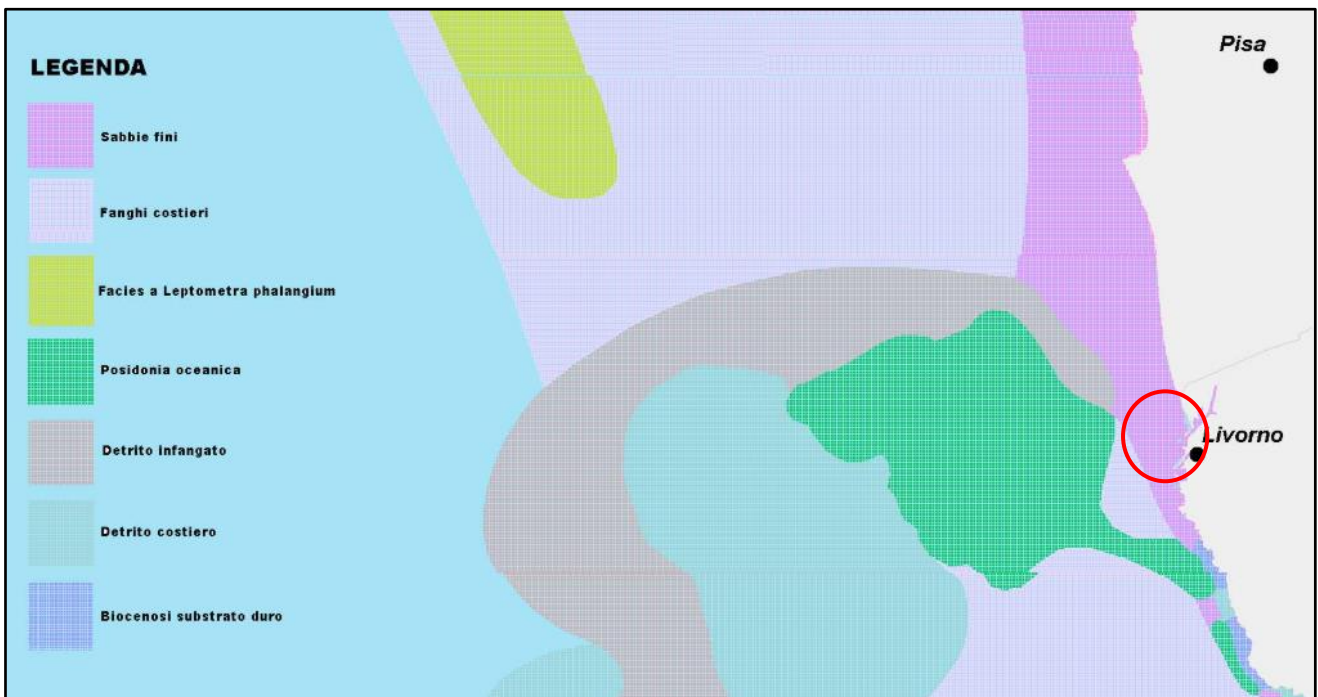 LEGENDA
Sabbie fini
Fanghi costieri
Facies a Leptometra phalangium
Posidonia oceanica
Detrito infangato
Detrito costiero
Biocenosi substrato duro
Pisa
Livorno